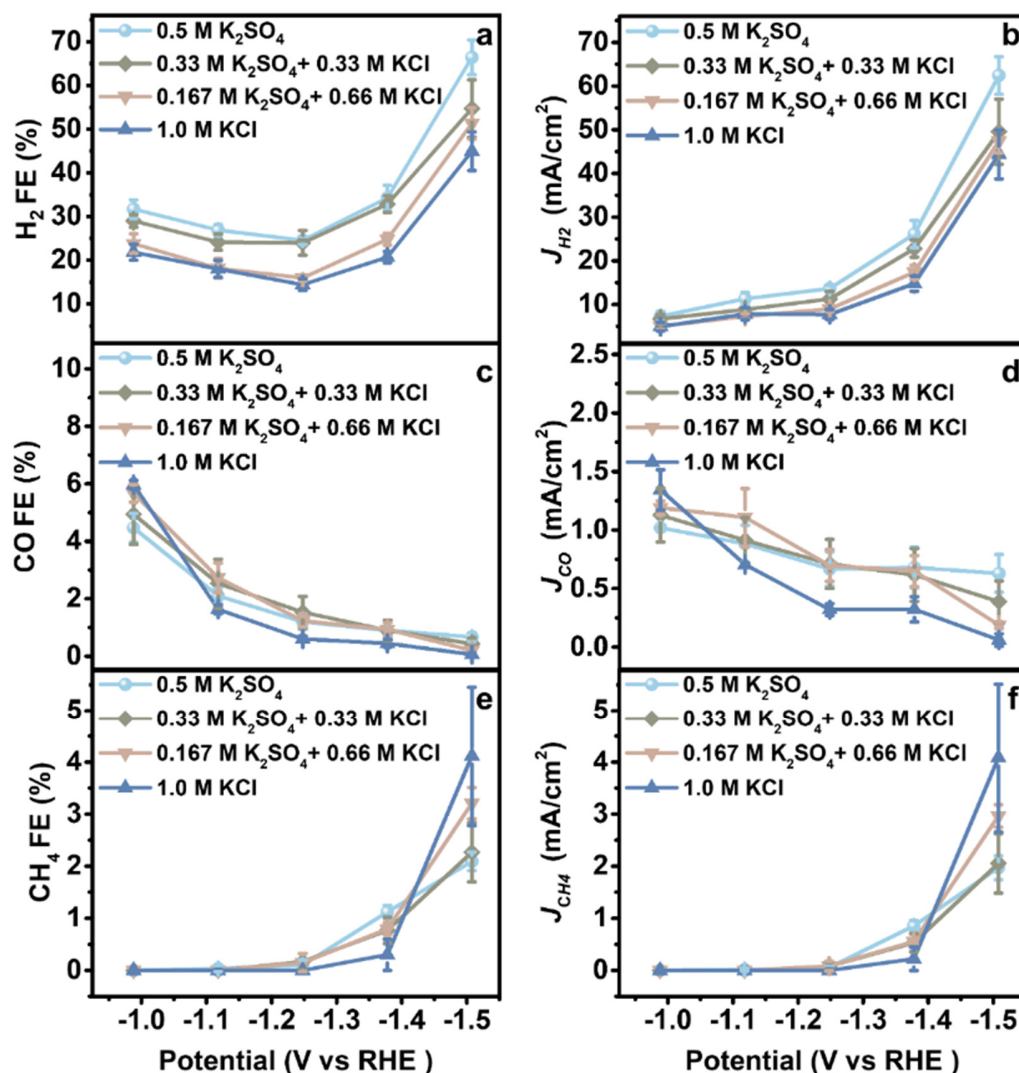 a
0.5 M K₂SO₄
0.33 M K₂SO₄+ 0.33 M KCl
0.167 M K₂SO₄+ 0.66 M KCl
1.0 M KCl
H₂ FE (%)
70
60
50
40
30
20
10
b
0.5 M K₂SO₄
0.33 M K₂SO₄+ 0.33 M KCl
0.167 M K₂SO₄+ 0.66 M KCl
1.0 M KCl
J_H2 (mA/cm²)
70
60
50
40
30
20
10
0
c
0.5 M K₂SO₄
0.33 M K₂SO₄+ 0.33 M KCl
0.167 M K₂SO₄+ 0.66 M KCl
1.0 M KCl
CO FE (%)
10
8
6
4
2
0
d
0.5 M K₂SO₄
0.33 M K₂SO₄+ 0.33 M KCl
0.167 M K₂SO₄+ 0.66 M KCl
1.0 M KCl
J_CO (mA/cm²)
2.5
2.0
1.5
1.0
0.5
0.0
e
0.5 M K₂SO₄
0.33 M K₂SO₄+ 0.33 M KCl
0.167 M K₂SO₄+ 0.66 M KCl
1.0 M KCl
CH₄ FE (%)
5
4
3
2
1
0
-1.0 -1.1 -1.2 -1.3 -1.4 -1.5
Potential (V vs RHE )
f
0.5 M K₂SO₄
0.33 M K₂SO₄+ 0.33 M KCl
0.167 M K₂SO₄+ 0.66 M KCl
1.0 M KCl
J_CH4 (mA/cm²)
5
4
3
2
1
0
-1.0 -1.1 -1.2 -1.3 -1.4 -1.5
Potential (V vs RHE )